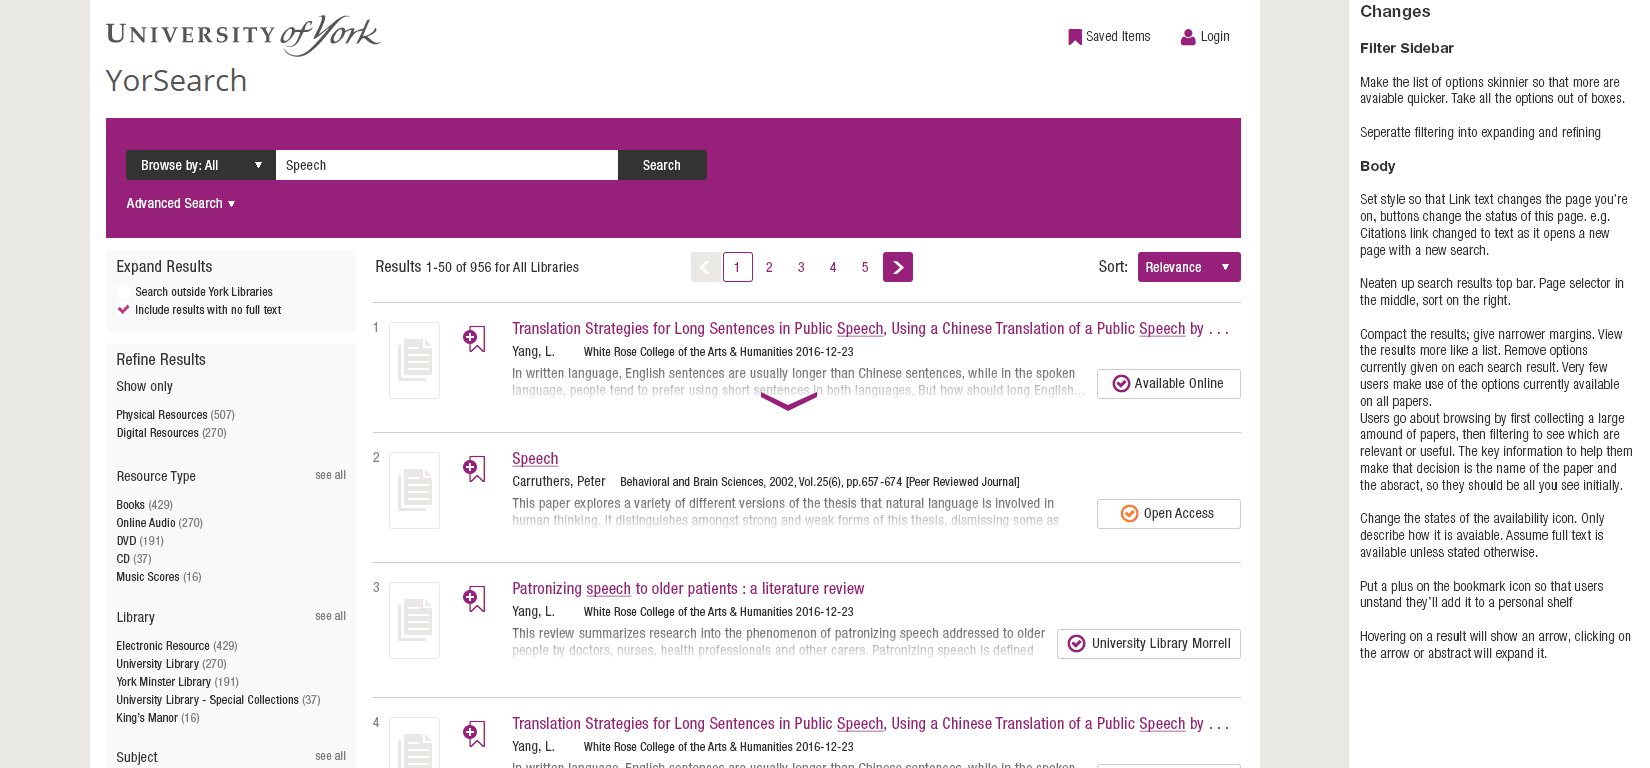 UNIVERSITY of York
YorSearch
Saved Items
Login
Browse by: All
Speech
Search
Advanced Search
Expand Results
Search outside York Libraries
Include results with no full text
Refine Results
Show only
Physical Resources (507)
Digital Resources (270)
Resource Type see all
Books (429)
Online Audio (270)
DVD (191)
CD (37)
Music Scores (16)
Library see all
Electronic Resource (429)
University Library (270)
York Minster Library (191)
University Library - Special Collections (37)
King's Manor (16)
Subject see all
Results 1-50 of 956 for All Libraries
1 2 3 4 5
Sort: Relevance
1
Translation Strategies for Long Sentences in Public Speech, Using a Chinese Translation of a Public Speech by . . .
Yang, L. White Rose College of the Arts & Humanities 2016-12-23
In written language, English sentences are usually longer than Chinese sentences, while in the spoken
language, people tend to prefer using short sentences in both languages. But how should long English...
Available Online
2
Speech
Carruthers, Peter Behavioral and Brain Sciences, 2002, Vol.25(6), pp.657-674 [Peer Reviewed Journal]
This paper explores a variety of different versions of the thesis that natural language is involved in
human thinking. It distinguishes amongst strong and weak forms of this thesis, dismissing some as
Open Access
3
Patronizing speech to older patients : a literature review
Yang, L. White Rose College of the Arts & Humanities 2016-12-23
This review summarizes research into the phenomenon of patronizing speech addressed to older
people by doctors, nurses, health professionals and other carers. Patronizing speech is defined
University Library Morrell
4
Translation Strategies for Long Sentences in Public Speech, Using a Chinese Translation of a Public Speech by . . .
Yang, L. White Rose College of the Arts & Humanities 2016-12-23
In written language, English sentences are usually longer than Chinese sentences, while in the spoken
Changes
Filter Sidebar
Make the list of options skinnier so that more are
avaiable quicker. Take all the options out of boxes.
Seperatte filtering into expanding and refining
Body
Set style so that Link text changes the page you're
on, buttons change the status of this page. e.g.
Citations link changed to text as it opens a new
page with a new search.
Neaten up search results top bar. Page selector in
the middle, sort on the right.
Compact the results; give narrower margins. View
the results more like a list. Remove options
currently given on each search result. Very few
users make use of the options currently available
on all papers.
Users go about browsing by first collecting a large
amound of papers, then filtering to see which are
relevant or useful. The key information to help them
make that decision is the name of the paper and
the absract, so they should be all you see initially.
Change the states of the availability icon. Only
describe how it is avaiable. Assume full text is
available unless stated otherwise.
Put a plus on the bookmark icon so that users
unstand they'll add it to a personal shelf
Hovering on a result will show an arrow, clicking on
the arrow or abstract will expand it.